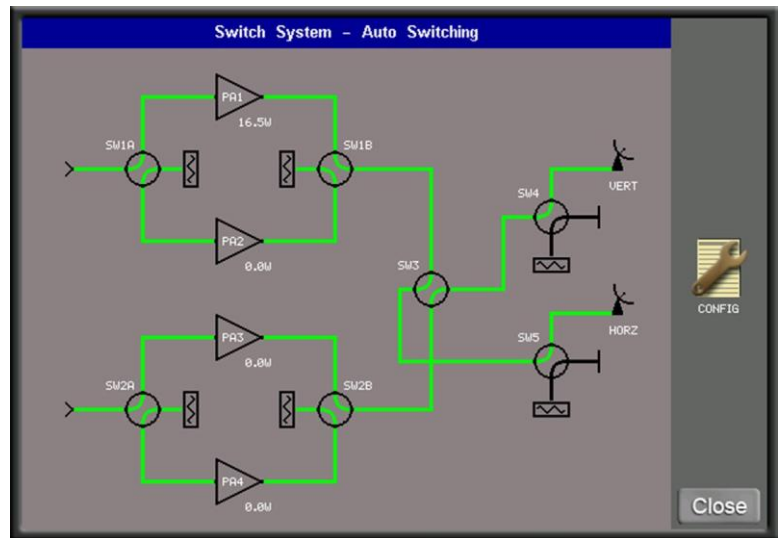 Switch System - Auto Switching
PA1
16.5W
SW1A
SW1B
SW4
VERT
PA2
0.0W
SW3
CONFIG
PA3
0.0W
SW5
HORZ
SW2A
SW2B
PA4
0.0W
Close